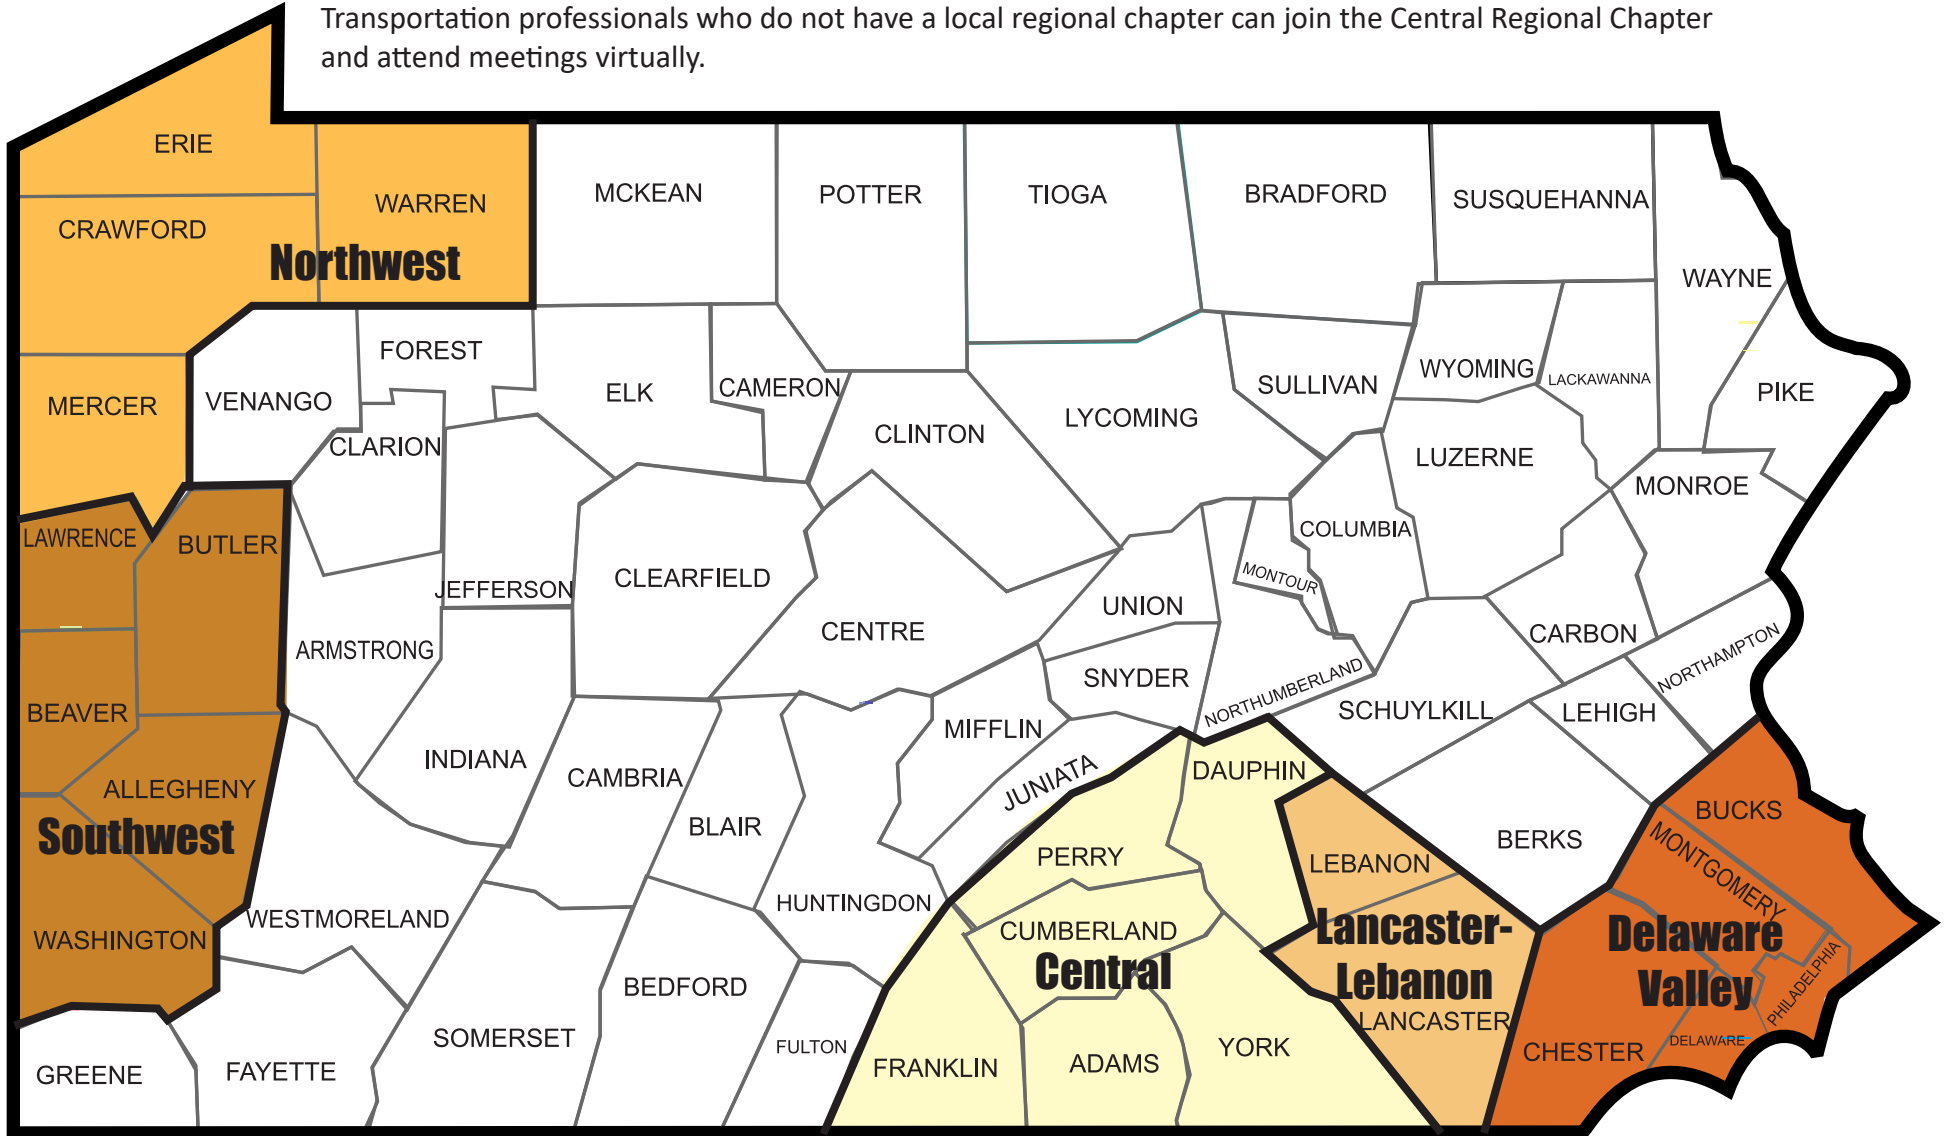 Transportation professionals who do not have a local regional chapter can join the Central Regional Chapter
and attend meetings virtually.
ERIE
CRAWFORD
WARREN
Northwest
MERCER
MCKEAN
POTTER
TIOGA
BRADFORD
SUSQUEHANNA
WAYNE
PIKE
VENANGO
FOREST
ELK
CAMERON
CLARION
CLINTON
LYCOMING
SULLIVAN
WYOMING
LACKAWANNA
LUZERNE
MONROE
COLUMBIA
MONTOUR
LAWRENCE
BUTLER
JEFFERSON
CLEARFIELD
CENTRE
UNION
SNYDER
NORTHUMBERLAND
CARBON
NORTHAMPTON
SCHUYLKILL
LEHIGH
ARMSTRONG
BEAVER
ALLEGHENY
Southwest
WASHINGTON
INDIANA
CAMBRIA
BLAIR
MIFFLIN
JUNIATA
HUNTINGDON
WESTMORELAND
BEDFORD
SOMERSET
FULTON
GREENE
FAYETTE
DAUPHIN
PERRY
CUMBERLAND
Central
FRANKLIN
ADAMS
YORK
LEBANON
Lancaster-
Lebanon
LANCASTER
BERKS
BUCKS
MONTGOMERY
Delaware
Valley
PHILADELPHIA
DELAWARE
CHESTER